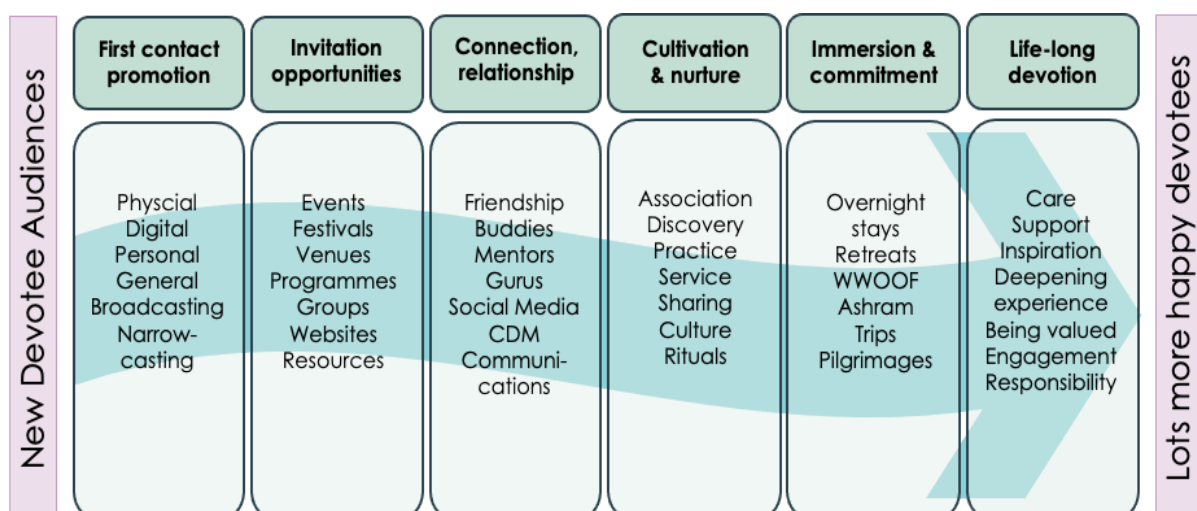 New Devotee Audiences
First contact
promotion
Physcial
Digital
Personal
General
Broadcasting
Narrow-
casting
Invitation
opportunities
Events
Festivals
Venues
Programmes
Groups
Websites
Resources
Connection,
relationship
Friendship
Buddies
Mentors
Gurus
Social Media
CDM
Communi-
cations
Cultivation
& nurture
Association
Discovery
Practice
Service
Sharing
Culture
Rituals
Immersion &
commitment
Overnight
stays
Retreats
WWOOF
Ashram
Trips
Pilgrimages
Life-long
devotion
Care
Support
Inspiration
Deepening
experience
Being valued
Engagement
Responsibility
Lots more happy devotees